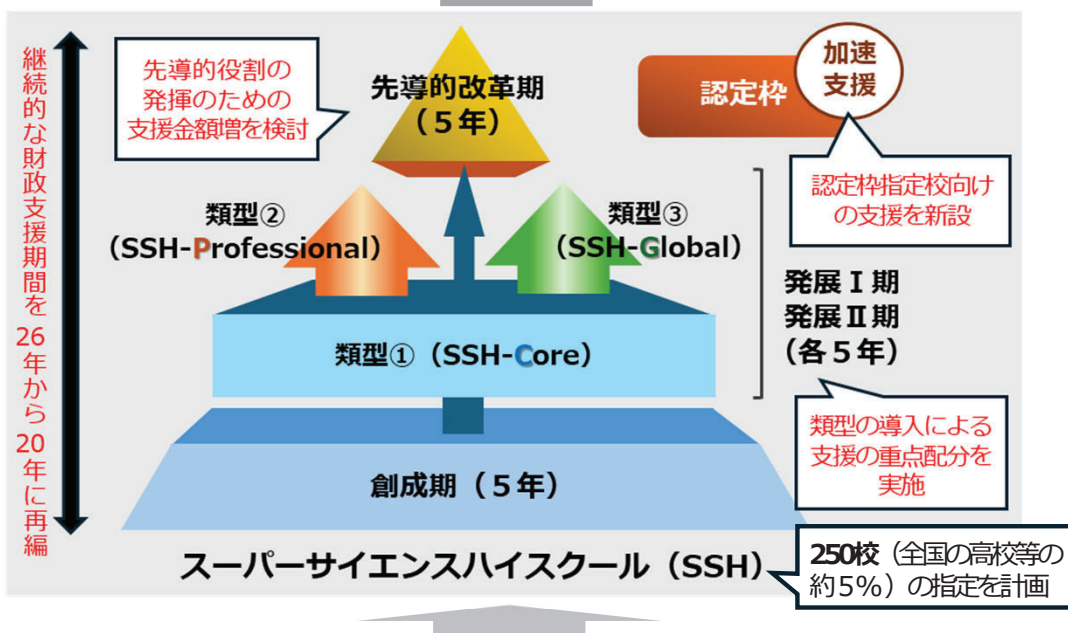 継続的な財政支援期間を26年から20年に再編
先導的役割の
発揮のための
支援金額増を検討
先導的改革期
（５年）
認定枠
加速
支援
認定枠指定校向け
の支援を新設
類型②
（SSH-Professional）
類型③
（SSH-Global）
発展Ⅰ期
発展Ⅱ期
（各５年）
類型①（SSH-Core）
類型の導入による
支援の重点配分を
実施
創成期（５年）
スーパーサイエンスハイスクール（SSH）
250校（全国の高校等の
約５％）の指定を計画